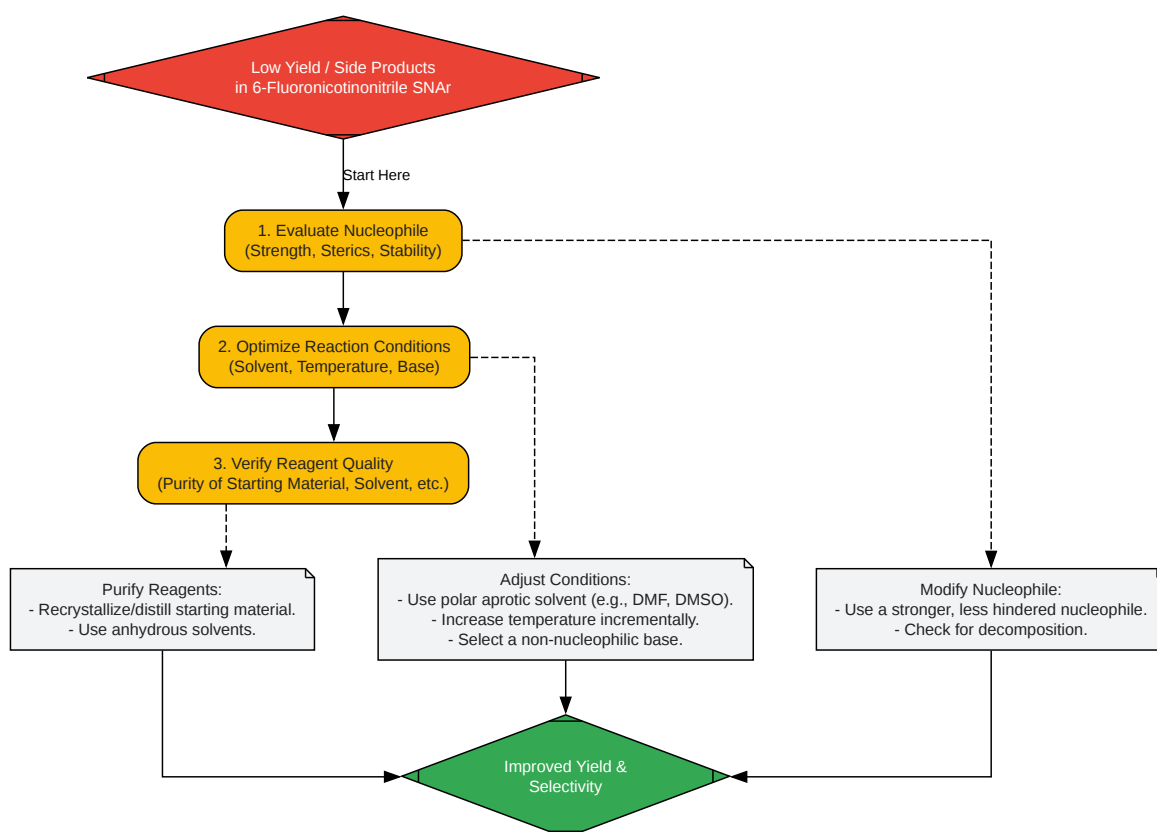 Low Yield / Side Products
in 6-Fluoronicotinonitrile SNAr
Start Here
1. Evaluate Nucleophile
(Strength, Sterics, Stability)
2. Optimize Reaction Conditions
(Solvent, Temperature, Base)
3. Verify Reagent Quality
(Purity of Starting Material, Solvent, etc.)
Purify Reagents:
- Recrystallize/distill starting material.
- Use anhydrous solvents.
Adjust Conditions:
- Use polar aprotic solvent (e.g., DMF, DMSO).
- Increase temperature incrementally.
- Select a non-nucleophilic base.
Modify Nucleophile:
- Use a stronger, less hindered nucleophile.
- Check for decomposition.
Improved Yield &
Selectivity